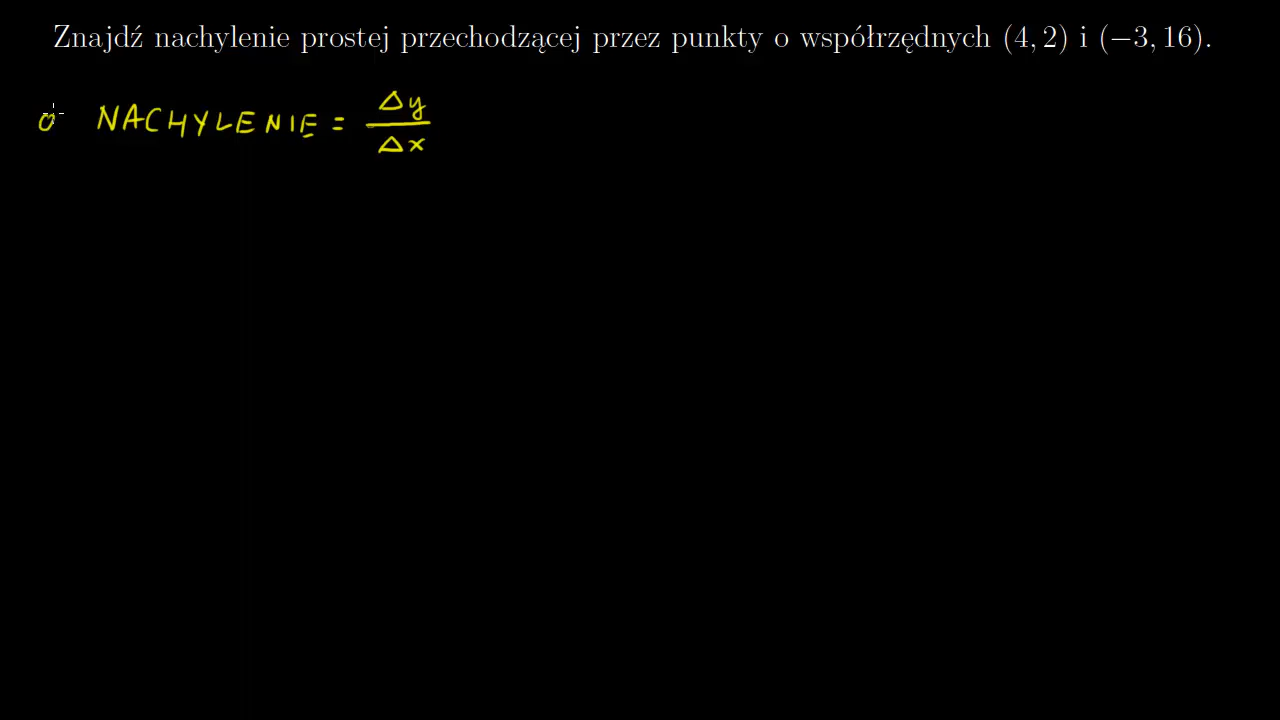 Znajdź nachylenie prostej przechodzącej przez punkty o współrzędnych (4, 2) i (−3, 16).
NACHYLENIE = Δy/Δx